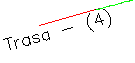 Trasa – (4)